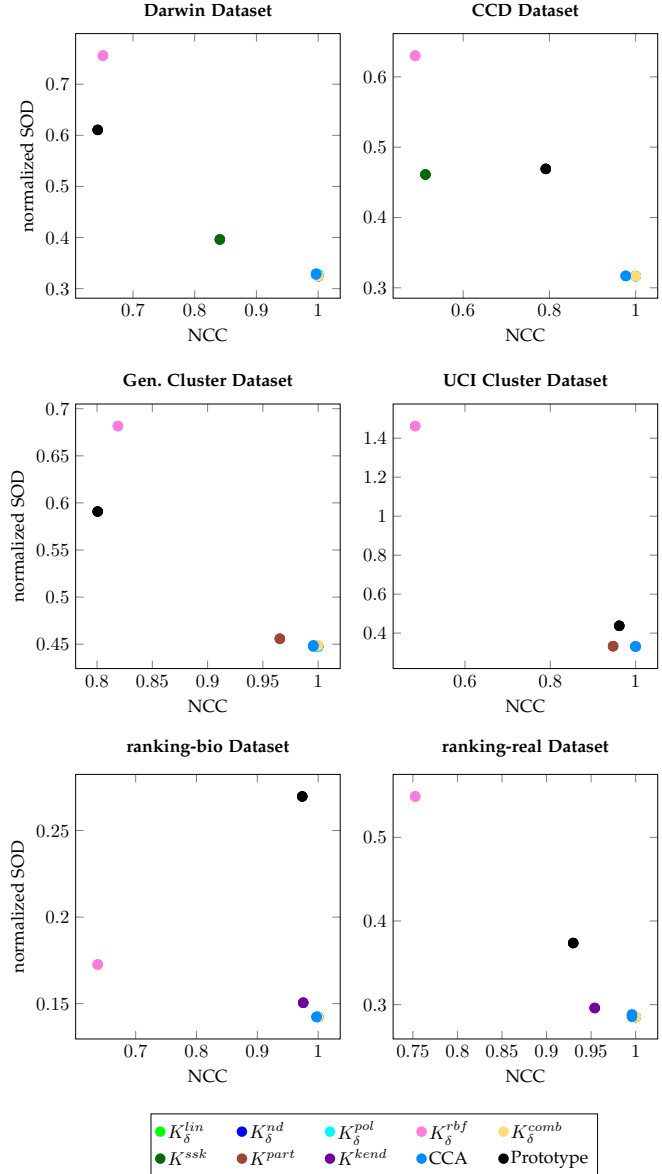 Darwin Dataset
CCD Dataset
normalized SOD
0.7
0.6
0.5
0.4
0.3
0.7 0.8 0.9 1
NCC
0.6
0.5
0.4
0.3
0.6 0.8 1
NCC
Gen. Cluster Dataset
UCI Cluster Dataset
normalized SOD
0.7
0.65
0.6
0.55
0.5
0.45
0.8 0.85 0.9 0.95 1
NCC
1.4
1.2
1
0.8
0.6
0.4
0.6 0.8 1
NCC
ranking-bio Dataset
ranking-real Dataset
normalized SOD
0.25
0.2
0.15
0.7 0.8 0.9 1
NCC
0.5
0.4
0.3
0.75 0.8 0.85 0.9 0.95 1
NCC
K_δ^lin K_δ^nd K_δ^pol K_δ^rbf K_δ^comb
K^ssk K^part K^kend CCA Prototype